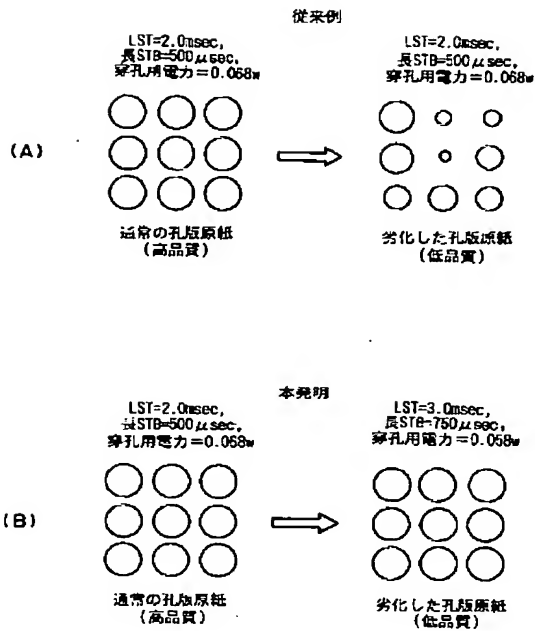 従来例
LST=2.0msec,
長STB=500μsec,
穿孔用電力=0.068w
LST=2.0msec,
長STB=500μsec,
穿孔用電力=0.068w
(A)
通常の孔版原紙
(高品質)
劣化した孔版原紙
(低品質)
本発明
LST=2.0msec,
長STB=500μsec,
穿孔用電力=0.068w
LST=3.0msec,
長STB=750μsec,
穿孔用電力=0.058w
(B)
通常の孔版原紙
(高品質)
劣化した孔版原紙
(低品質)